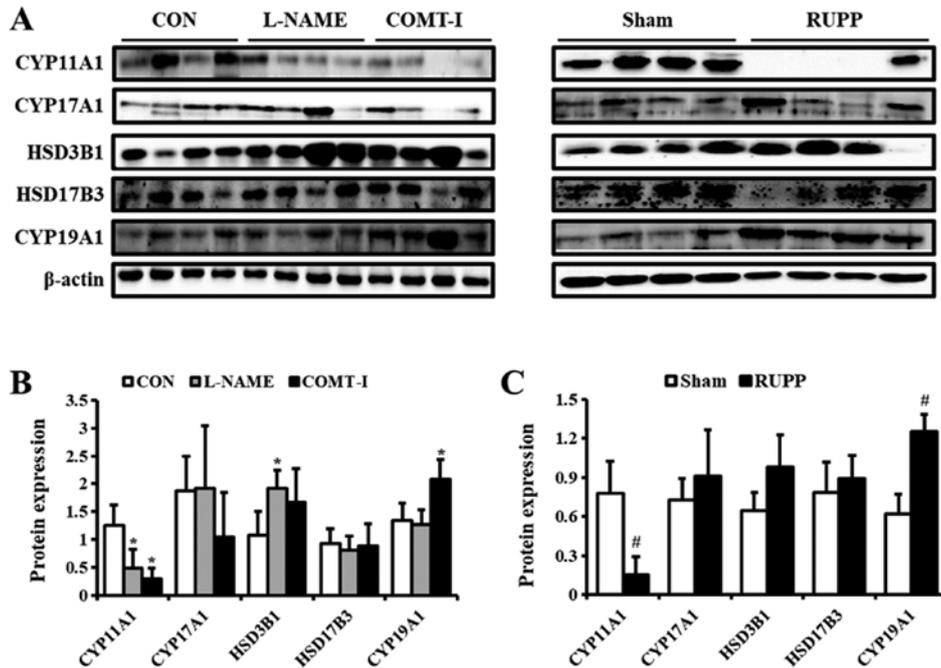 A
CON L-NAME COMT-I Sham RUPP
CYP11A1
CYP17A1
HSD3B1
HSD17B3
CYP19A1
β-actin
B
CON L-NAME COMT-I
Protein expression
3.5
3
2.5
2
1.5
1
0.5
0
* * * *
CYP11A1 CYP17A1 HSD3B1 HSD17B3 CYP19A1
C
Sham RUPP
Protein expression
1.5
1.2
0.9
0.6
0.3
0
# #
CYP11A1 CYP17A1 HSD3B1 HSD17B3 CYP19A1